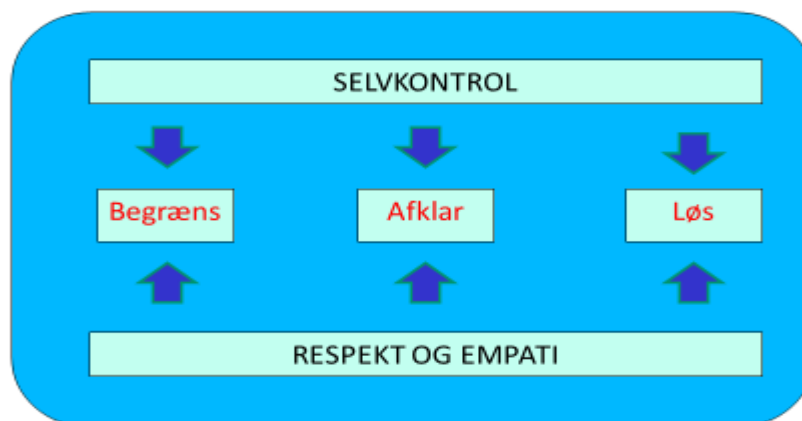 SELVKONTROL
Begræns
Afklar
Løs
RESPEKT OG EMPATI